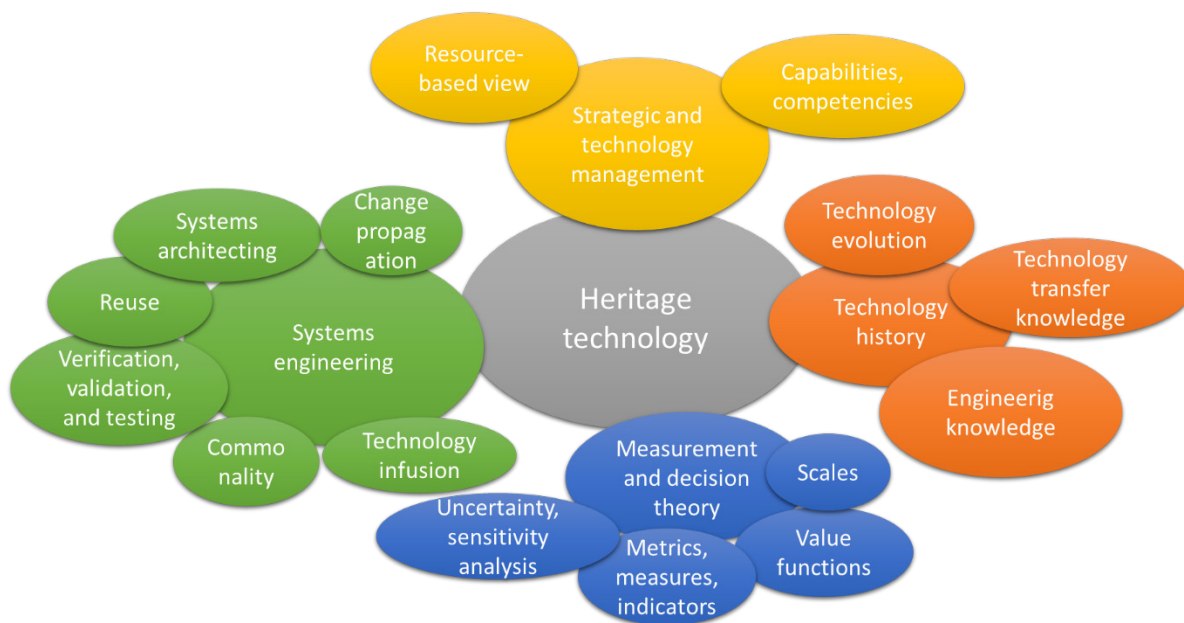 Resource-
based view
Capabilities,
competencies
Strategic and
technology
management
Systems
architecting
Change
propag
ation
Technology
evolution
Technology
transfer
knowledge
Reuse
Systems
engineering
Heritage
technology
Technology
history
Verification,
validation,
and testing
Engineerig
knowledge
Commo
nality
Technology
infusion
Measurement
and decision
theory
Scales
Uncertainty,
sensitivity
analysis
Metrics,
measures,
indicators
Value
functions